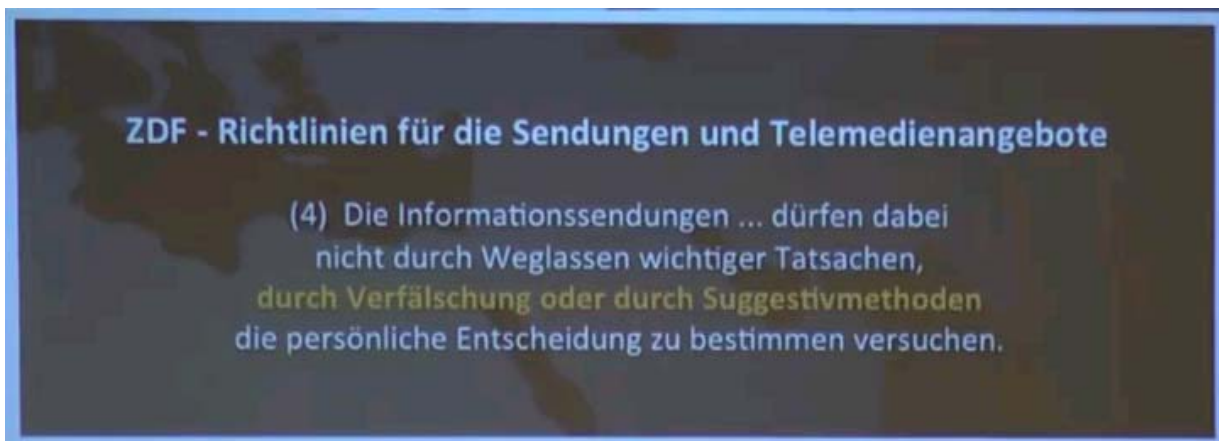 ZDF - Richtlinien für die Sendungen und Telemedienangebote
(4) Die Informationssendungen ... dürfen dabei
nicht durch Weglassen wichtiger Tatsachen,
durch Verfälschung oder durch Suggestivmethoden
die persönliche Entscheidung zu bestimmen versuchen.